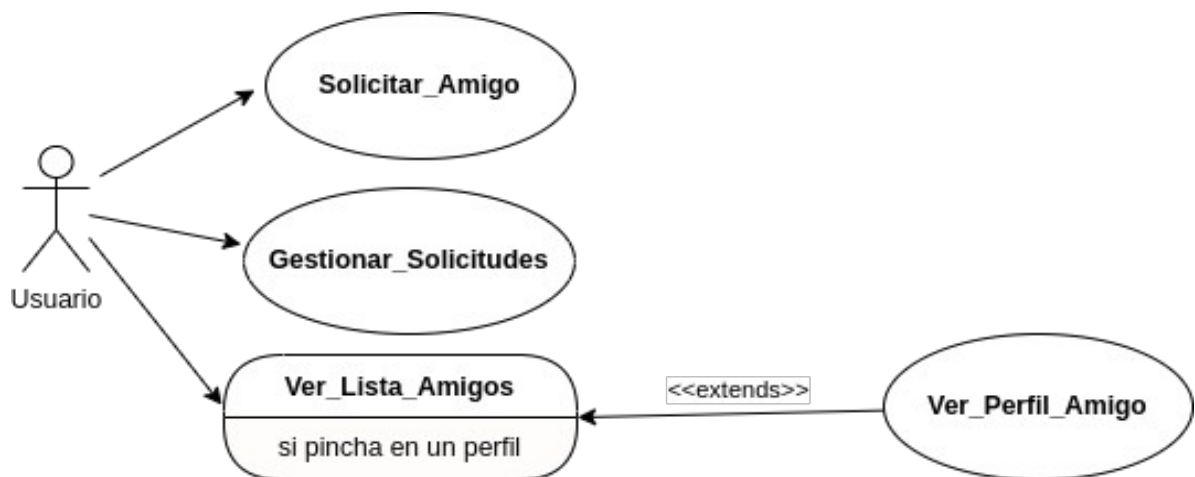 Solicitar_Amigo
Gestionar_Solicitudes
Usuario
Ver_Lista_Amigos
si pincha en un perfil
<<extends>>
Ver_Perfil_Amigo